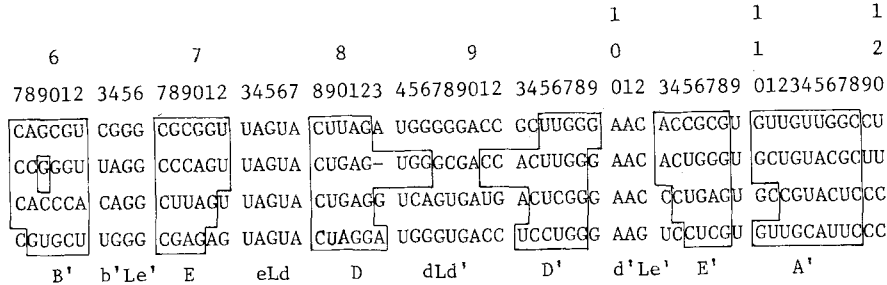 1 1 1
6 7 8 9 0 1 2
789012 3456 789012 34567 890123 456789012 3456789 012 3456789 01234567890
CAGCGU CGGG CGCGGU UAGUA CUUAGA UGGGGGACC GCUUGGG AAC ACCGCGU GUUGUUGGCCU
CCGGGU UAGG CCCAGU UAGUA CUGAG- UGGGCGACC ACUUGGG AAC ACUGGGU GCUGUACGCUU
CACCCA CAGG CUUAGU UAGUA CUGAGG UCAGUGAUG ACUCGGG AAC CCUGAGU GCCGUACUCCC
CGUGCU UGGG CGAGAG UAGUA CUAGGA UGGGUGACC UCCUGGG AAG UCCUCGU GUUGCAUUCCC
B' b'Le' E eLd D dLd' D' d'Le' E' A'